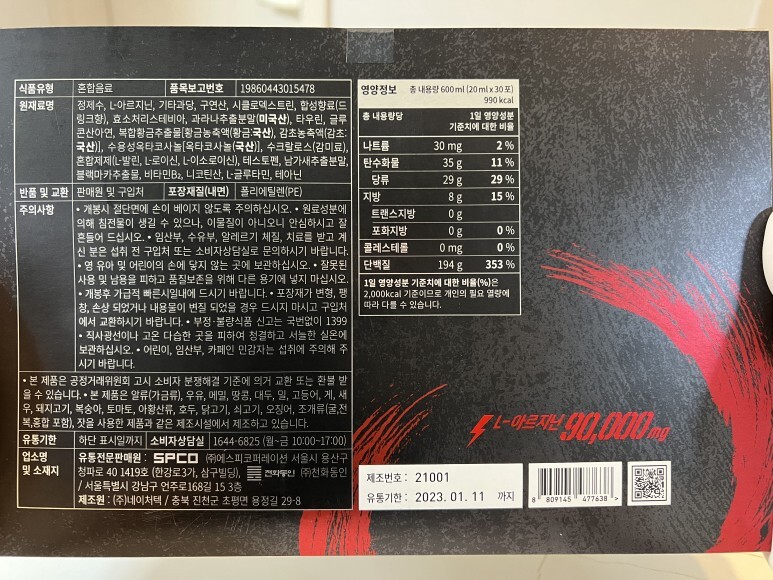 식품유형 혼합음료 품목보고번호 19860443015478
원재료명 정제수, L-아르지닌, 기타과당, 구연산, 시클로덱스트린, 합성향료(드
링크향), 효소처리스테비아, 과라나추출분말(미국산), 타우린, 글루
콘산아연, 복합황금추출물[황금농축액(황금:국산), 감초농축액(감초:
국산)], 수용성옥타코사놀[옥타코사놀(국산)], 수크랄로스(감미료),
혼합제제(L-발린, L-로이신, L-이소로이신), 테스토펜, 남가새추출분말,
블랙마카추출물, 비타민B₂, 니코틴산, L-글루타민, 테아닌
반품 및 교환 판매원 및 구입처 포장재질(내면) 폴리에틸렌(PE)
주의사항 • 개봉시 절단면에 손이 베이지 않도록 주의하십시오. • 원료성분에
의해 침전물이 생길 수 있으나, 이물질이 아니오니 안심하시고 잘
흔들어 드십시오. • 임산부, 수유부, 알레르기 체질, 치료를 받고 계
신 분은 섭취 전 구입처 또는 소비자상담실로 문의하시기 바랍니다.
• 영 유아 및 어린이의 손에 닿지 않는 곳에 보관하십시오. • 잘못된
사용 및 남용을 피하고 품질보존을 위해 다른 용기에 넣지 마십시오.
• 개봉후 가급적 빠르시일내에 드시기 바랍니다. • 포장재가 변형, 팽
창, 손상 되었거나 내용물이 변질 되었을 경우 드시지 마시고 구입처
에서 교환하시기 바랍니다. • 부정·불량식품 신고는 국번없이 1399
• 직사광선이나 고온 다습한 곳을 피하여 청결하고 서늘한 실온에
보관하십시오. • 어린이, 임산부, 카페인 민감자는 섭취에 주의해 주
시기 바랍니다.
• 본 제품은 공정거래위원회 고시 소비자 분쟁해결 기준에 의거 교환 또는 환불 받
을 수 있습니다. • 본 제품은 알류(가금류), 우유, 메밀, 땅콩, 대두, 밀, 고등어, 게, 새
우, 돼지고기, 복숭아, 토마토, 아황산류, 호두, 닭고기, 쇠고기, 오징어, 조개류(굴,전
복,홍합 포함), 잣을 사용한 제품과 같은 제조시설에서 제조하고 있습니다.
유통기한 하단 표시일까지 소비자상담실 1644-6825 (월~금 10:00~17:00)
업소명 및 소재지 유통전문판매원 : SPCO (주)에스피코퍼레이션 서울시 용산구
청파로 40 1419호 (한강로3가, 삼구빌딩), 천화동인 (주)천화동인
/ 서울특별시 강남구 언주로168길 15 3층
제조원 : (주)네이처텍 / 충북 진천군 초평면 용정길 29-8
영양정보 총 내용량 600ml (20ml x 30포)
990 kcal
총 내용량당 1일 영양성분
기준치에 대한 비율
나트륨 30 mg 2 %
탄수화물 35 g 11 %
당류 29 g 29 %
지방 8 g 15 %
트랜스지방 0 g
포화지방 0 g 0 %
콜레스테롤 0 mg 0 %
단백질 194 g 353 %
1일 영양성분 기준치에 대한 비율(%)은
2,000kcal 기준이므로 개인의 필요 열량에
따라 다를 수 있습니다.
L-아르지닌 90,000mg
제조번호 : 21001
유통기한 : 2023. 01. 11 까지
8 809145 477638 >